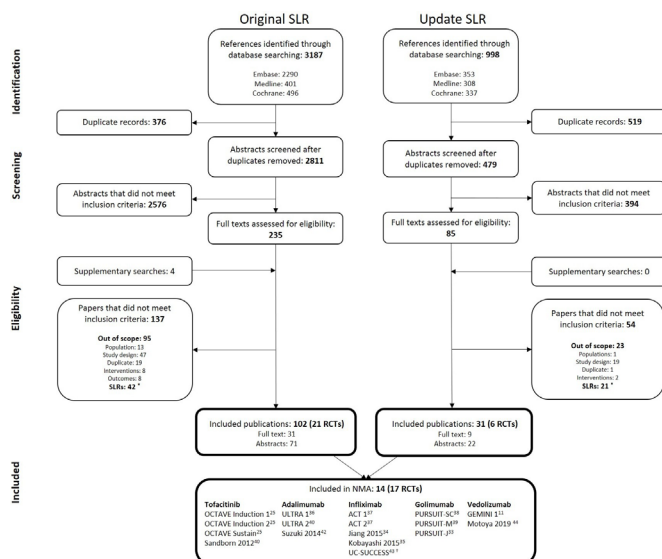 Original SLR
Update SLR
Identification
References identified through
database searching: 3187
Embase: 2290
Medline: 401
Cochrane: 496
References identified through
database searching: 998
Embase: 353
Medline: 308
Cochrane: 337
Duplicate records: 376
Duplicate records: 519
Screening
Abstracts screened after
duplicates removed: 2811
Abstracts screened after
duplicates removed: 479
Abstracts that did not meet
inclusion criteria: 2576
Abstracts that did not meet
inclusion criteria: 394
Full texts assessed for eligibility:
235
Full texts assessed for eligibility:
85
Eligibility
Supplementary searches: 4
Supplementary searches: 0
Papers that did not meet
inclusion criteria: 137
Out of scope: 95
Population: 13
Study design: 47
Duplicate: 19
Interventions: 8
Outcomes: 8
SLRs: 42 *
Papers that did not meet
inclusion criteria: 54
Out of scope: 23
Populations: 1
Study design: 19
Duplicate: 1
Interventions: 2
SLRs: 21 *
Included publications: 102 (21 RCTs)
Full text: 31
Abstracts: 71
Included publications: 31 (6 RCTs)
Full text: 9
Abstracts: 22
Included
Included in NMA: 14 (17 RCTs)
Tofacitinib
OCTAVE Induction 1
OCTAVE Induction 2
OCTAVE Sustain
Sandborn 2012
Adalimumab
ULTRA 1
ULTRA 2
Suzuki 2014
Infliximab
ACT 1
ACT 2
Jiang 2015
Kobayashi 2015
UC-SUCCESS
Golimumab
PURSUIT-SC
PURSUIT-M
PURSUIT-J
Vedolizumab
GEMINI 1
Motoya 2019